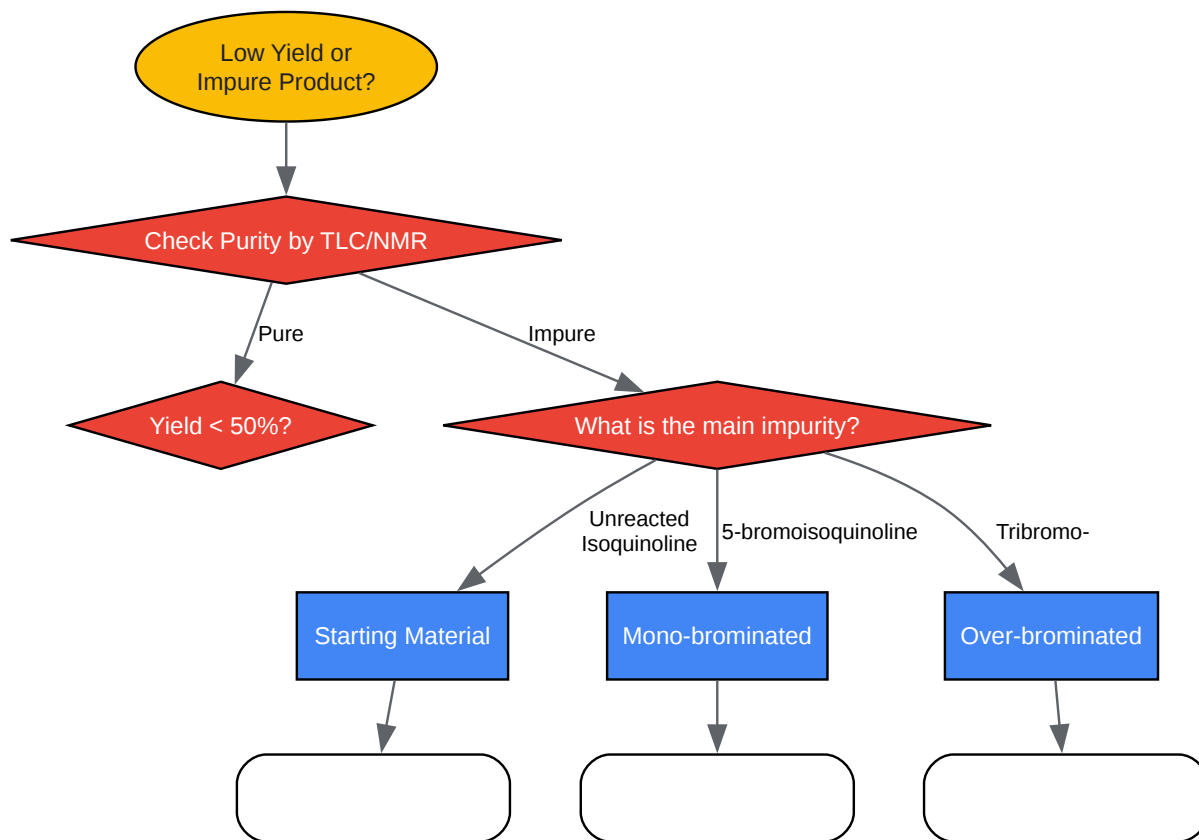 Low Yield or
Impure Product?
Check Purity by TLC/NMR
Pure
Impure
Yield < 50%?
What is the main impurity?
Unreacted
Isoquinoline
5-bromoisoquinoline
Tribromo-
Starting Material
Mono-brominated
Over-brominated